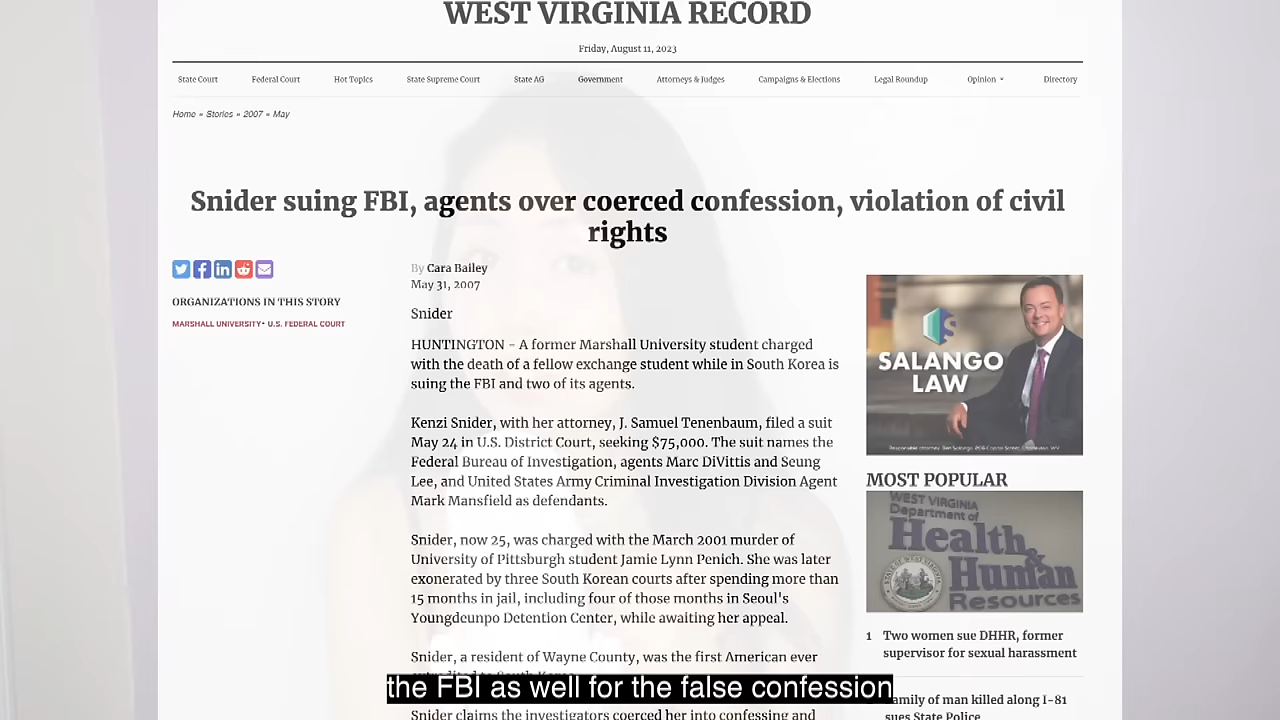 WEST VIRGINIA RECORD
Friday, August 11, 2023
State Court Federal Court Hot Topics State Supreme Court State AG Government Attorneys & Judges Campaigns & Elections Legal Roundup Opinion Directory
Home » Stories » 2007 » May
Snider suing FBI, agents over coerced confession, violation of civil
rights
ORGANIZATIONS IN THIS STORY
MARSHALL UNIVERSITY• U.S. FEDERAL COURT
By Cara Bailey
May 31, 2007
Snider
HUNTINGTON - A former Marshall University student charged
with the death of a fellow exchange student while in South Korea is
suing the FBI and two of its agents.
Kenzi Snider, with her attorney, J. Samuel Tenenbaum, filed a suit
May 24 in U.S. District Court, seeking $75,000. The suit names the
Federal Bureau of Investigation, agents Marc DiVittis and Seung
Lee, and United States Army Criminal Investigation Division Agent
Mark Mansfield as defendants.
Snider, now 25, was charged with the March 2001 murder of
University of Pittsburgh student Jamie Lynn Penich. She was later
exonerated by three South Korean courts after spending more than
15 months in jail, including four of those months in Seoul's
Youngdeunpo Detention Center, while awaiting her appeal.
Snider, a resident of Wayne County, was the first American ever
Snider claims the investigators coerced her into confessing and
SALANGO
LAW
MOST POPULAR
WEST VIRGINIA
Department of
Health &
Human
Resources
1 Two women sue DHHR, former
supervisor for sexual harassment
family of man killed along I-81
sues State Police
the FBI as well for the false confession